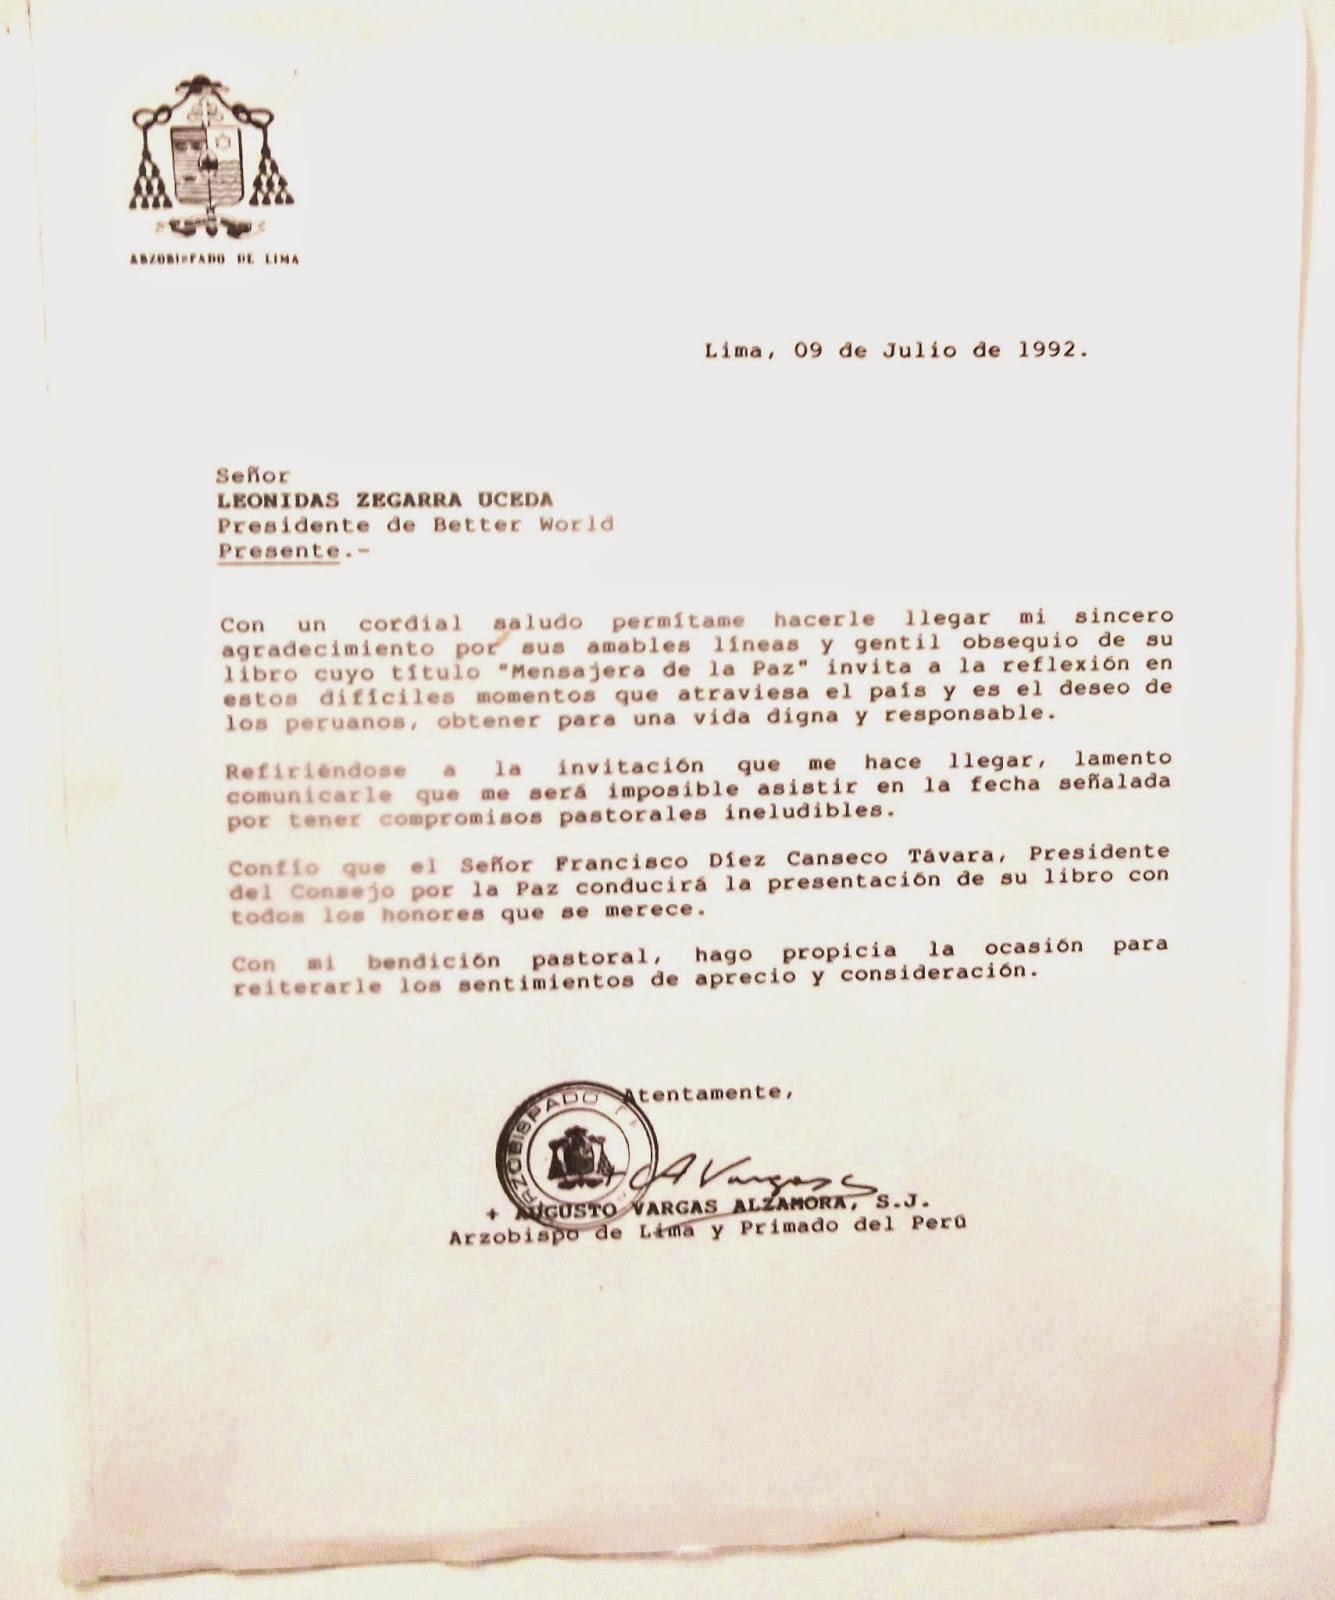 ARZOBISPADO DE LIMA
Lima, 09 de Julio de 1992.
Señor
LEONIDAS ZEGARRA UCEDA
Presidente de Better World
Presente.-
Con un cordial saludo permítame hacerle llegar mi sincero
agradecimiento por sus amables líneas y gentil obsequio de su
libro cuyo título "Mensajera de la Paz" invita a la reflexión en
estos difíciles momentos que atraviesa el país y es el deseo de
los peruanos, obtener para una vida digna y responsable.
Refiriéndose a la invitación que me hace llegar, lamento
comunicarle que me será imposible asistir en la fecha señalada
por tener compromisos pastorales ineludibles.
Confío que el Señor Francisco Díez Canseco Távara, Presidente
del Consejo por la Paz conducirá la presentación de su libro con
todos los honores que se merece.
Con mi bendición pastoral, hago propicia la ocasión para
reiterarle los sentimientos de aprecio y consideración.
Atentamente,
ARZOBISPADO
+ A Vargas
+ AUGUSTO VARGAS ALZAMORA, S.J.
Arzobispo de Lima y Primado del Perú